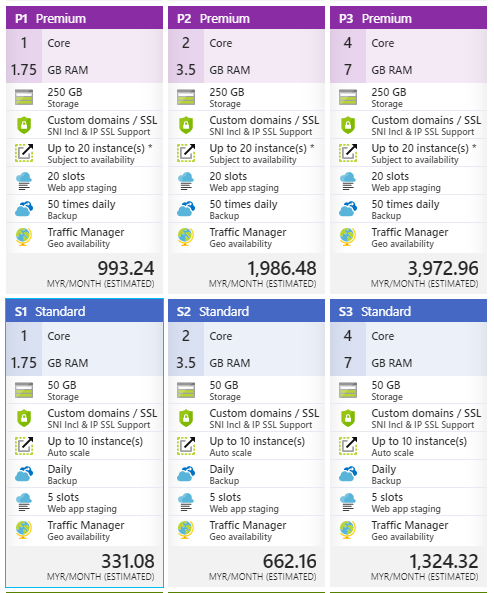 P1 Premium
1 Core
1.75 GB RAM
250 GB
Storage
Custom domains / SSL
SNI Incl & IP SSL Support
Up to 20 instance(s) *
Subject to availability
20 slots
Web app staging
50 times daily
Backup
Traffic Manager
Geo availability
993.24
MYR/MONTH (ESTIMATED)
P2 Premium
2 Core
3.5 GB RAM
250 GB
Storage
Custom domains / SSL
SNI Incl & IP SSL Support
Up to 20 instance(s) *
Subject to availability
20 slots
Web app staging
50 times daily
Backup
Traffic Manager
Geo availability
1,986.48
MYR/MONTH (ESTIMATED)
P3 Premium
4 Core
7 GB RAM
250 GB
Storage
Custom domains / SSL
SNI Incl & IP SSL Support
Up to 20 instance(s) *
Subject to availability
20 slots
Web app staging
50 times daily
Backup
Traffic Manager
Geo availability
3,972.96
MYR/MONTH (ESTIMATED)
S1 Standard
1 Core
1.75 GB RAM
50 GB
Storage
Custom domains / SSL
SNI Incl & IP SSL Support
Up to 10 instance(s)
Auto scale
Daily
Backup
5 slots
Web app staging
Traffic Manager
Geo availability
331.08
MYR/MONTH (ESTIMATED)
S2 Standard
2 Core
3.5 GB RAM
50 GB
Storage
Custom domains / SSL
SNI Incl & IP SSL Support
Up to 10 instance(s)
Auto scale
Daily
Backup
5 slots
Web app staging
Traffic Manager
Geo availability
662.16
MYR/MONTH (ESTIMATED)
S3 Standard
4 Core
7 GB RAM
50 GB
Storage
Custom domains / SSL
SNI Incl & IP SSL Support
Up to 10 instance(s)
Auto scale
Daily
Backup
5 slots
Web app staging
Traffic Manager
Geo availability
1,324.32
MYR/MONTH (ESTIMATED)